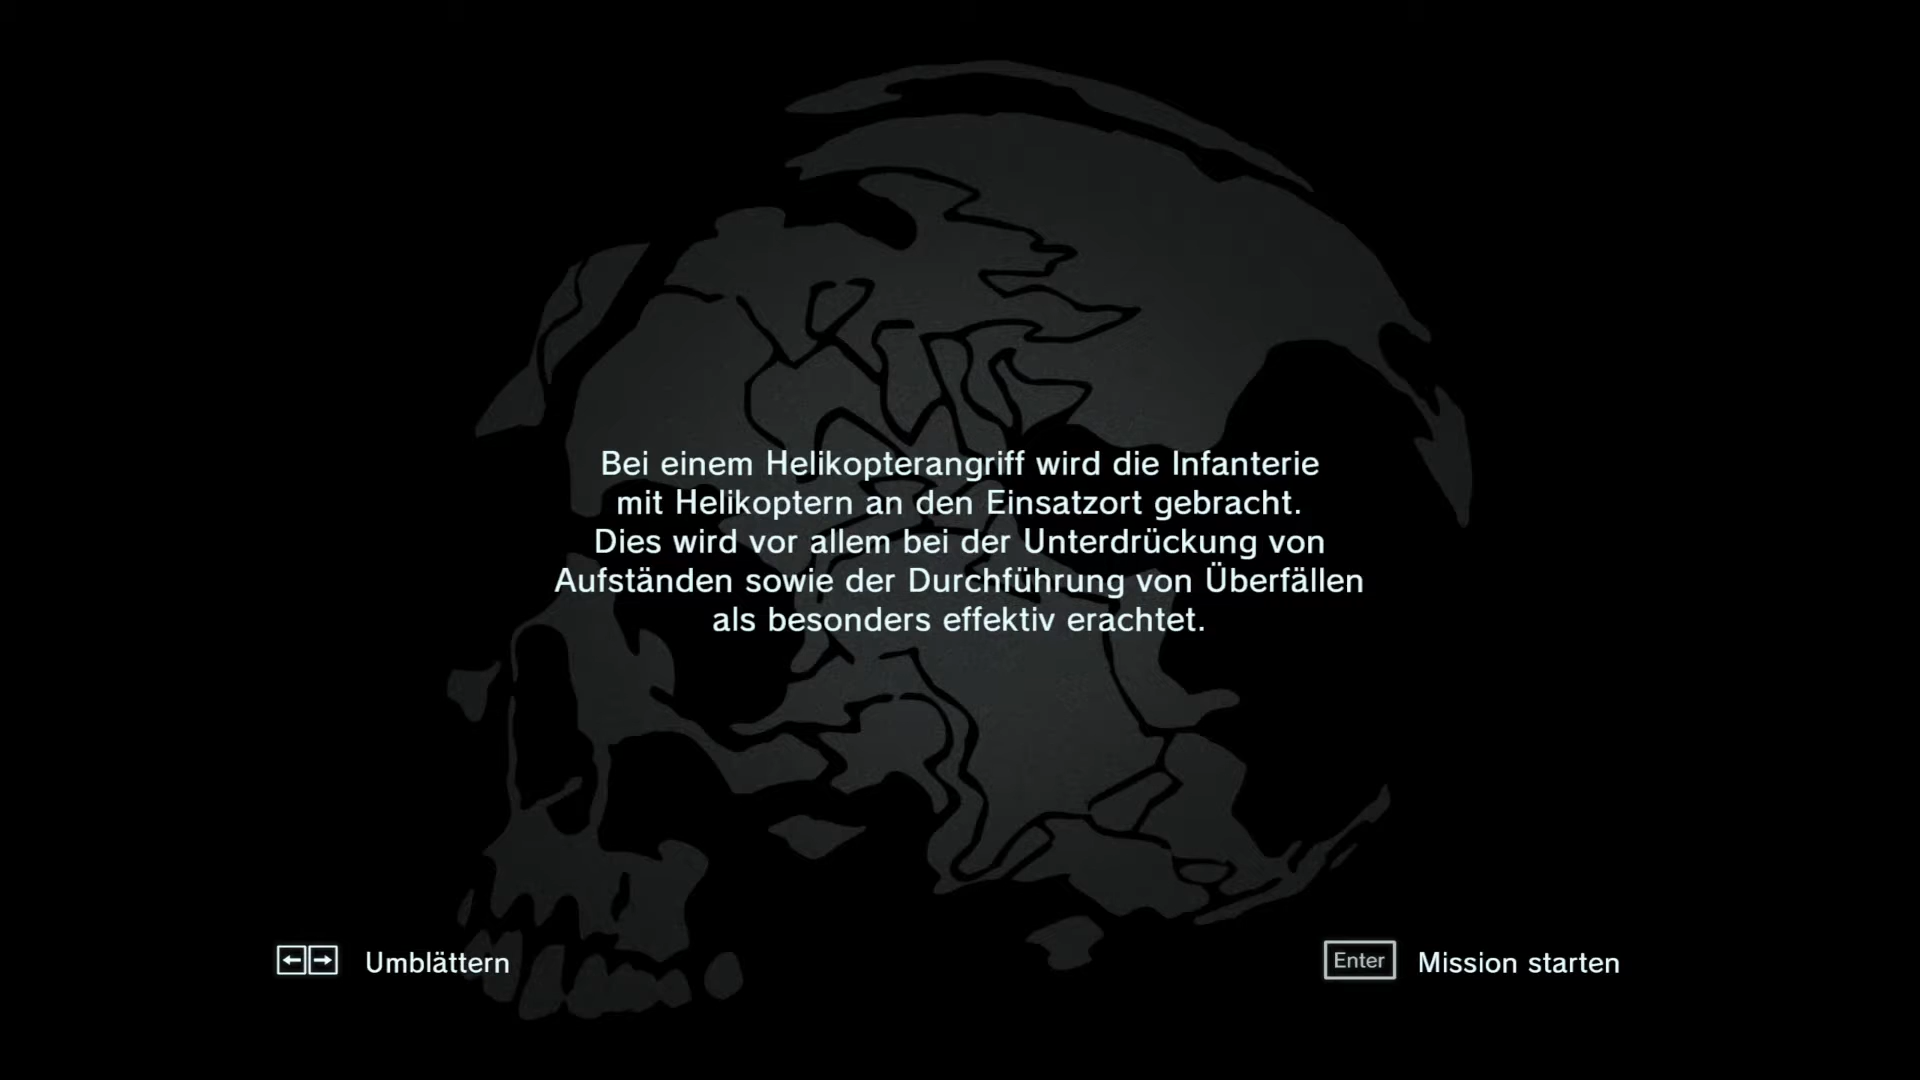 Bei einem Helikopterangriff wird die Infanterie
mit Helikoptern an den Einsatzort gebracht.
Dies wird vor allem bei der Unterdrückung von
Aufständen sowie der Durchführung von Überfällen
als besonders effektiv erachtet.
←→ Umblättern
Enter Mission starten